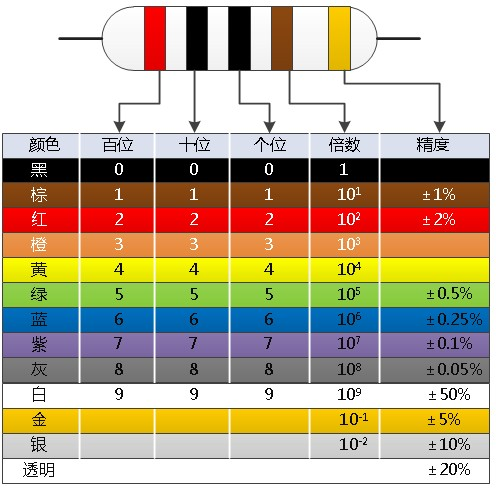 颜色 百位 十位 个位 倍数 精度
黑 0 0 0 1
棕 1 1 1 10¹ ±1%
红 2 2 2 10² ±2%
橙 3 3 3 10³
黄 4 4 4 10⁴
绿 5 5 5 10⁵ ±0.5%
蓝 6 6 6 10⁶ ±0.25%
紫 7 7 7 10⁷ ±0.1%
灰 8 8 8 10⁸ ±0.05%
白 9 9 9 10⁹ ±50%
金 10⁻¹ ±5%
银 10⁻² ±10%
透明 ±20%